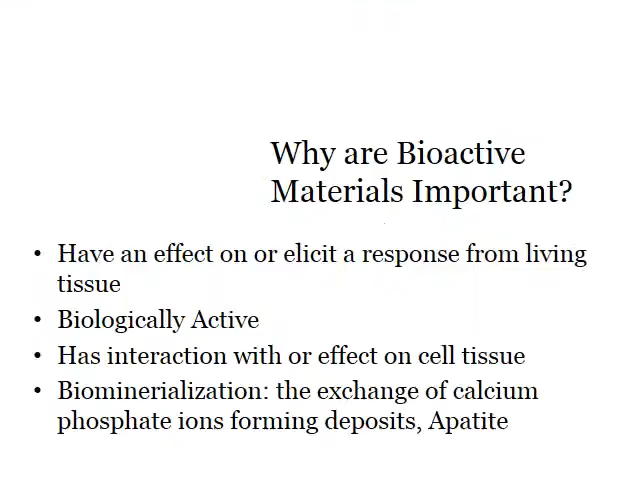 Why are Bioactive
Materials Important?
• Have an effect on or elicit a response from living
tissue
• Biologically Active
• Has interaction with or effect on cell tissue
• Biominerialization: the exchange of calcium
phosphate ions forming deposits, Apatite